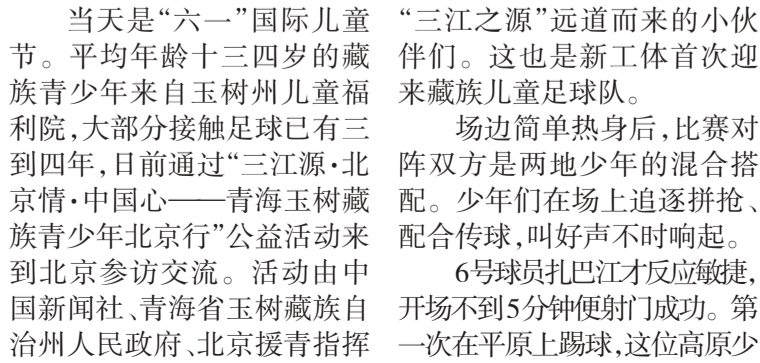 当天是“六一”国际儿童
节。平均年龄十三四岁的藏
族青少年来自玉树州儿童福
利院,大部分接触足球已有三
到四年,日前通过“三江源·北
京情·中国心——青海玉树藏
族青少年北京行”公益活动来
到北京参访交流。活动由中
国新闻社、青海省玉树藏族自
治州人民政府、北京援青指挥
“三江之源”远道而来的小伙
伴们。这也是新工体首次迎
来藏族儿童足球队。
场边简单热身后,比赛对
阵双方是两地少年的混合搭
配。少年们在场上追逐拼抢、
配合传球,叫好声不时响起。
6号球员扎巴江才反应敏捷,
开场不到5分钟便射门成功。第
一次在平原上踢球,这位高原少